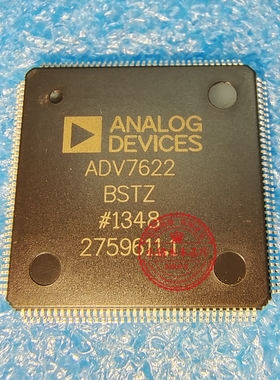 ANALOG
DEVICES
ADV7622
BSTZ
#1348
2759611.1